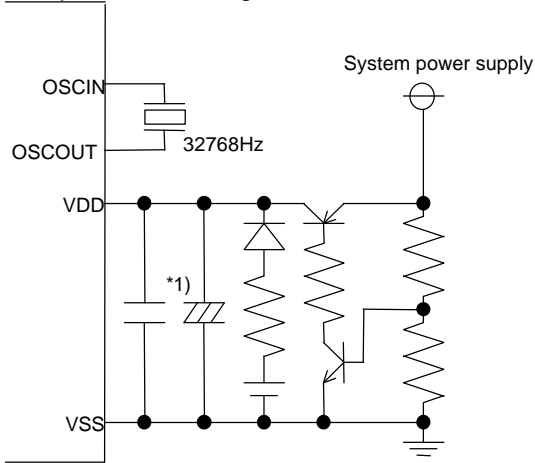 System power supply
OSCIN
OSCOUT
32768Hz
VDD
*1)
VSS